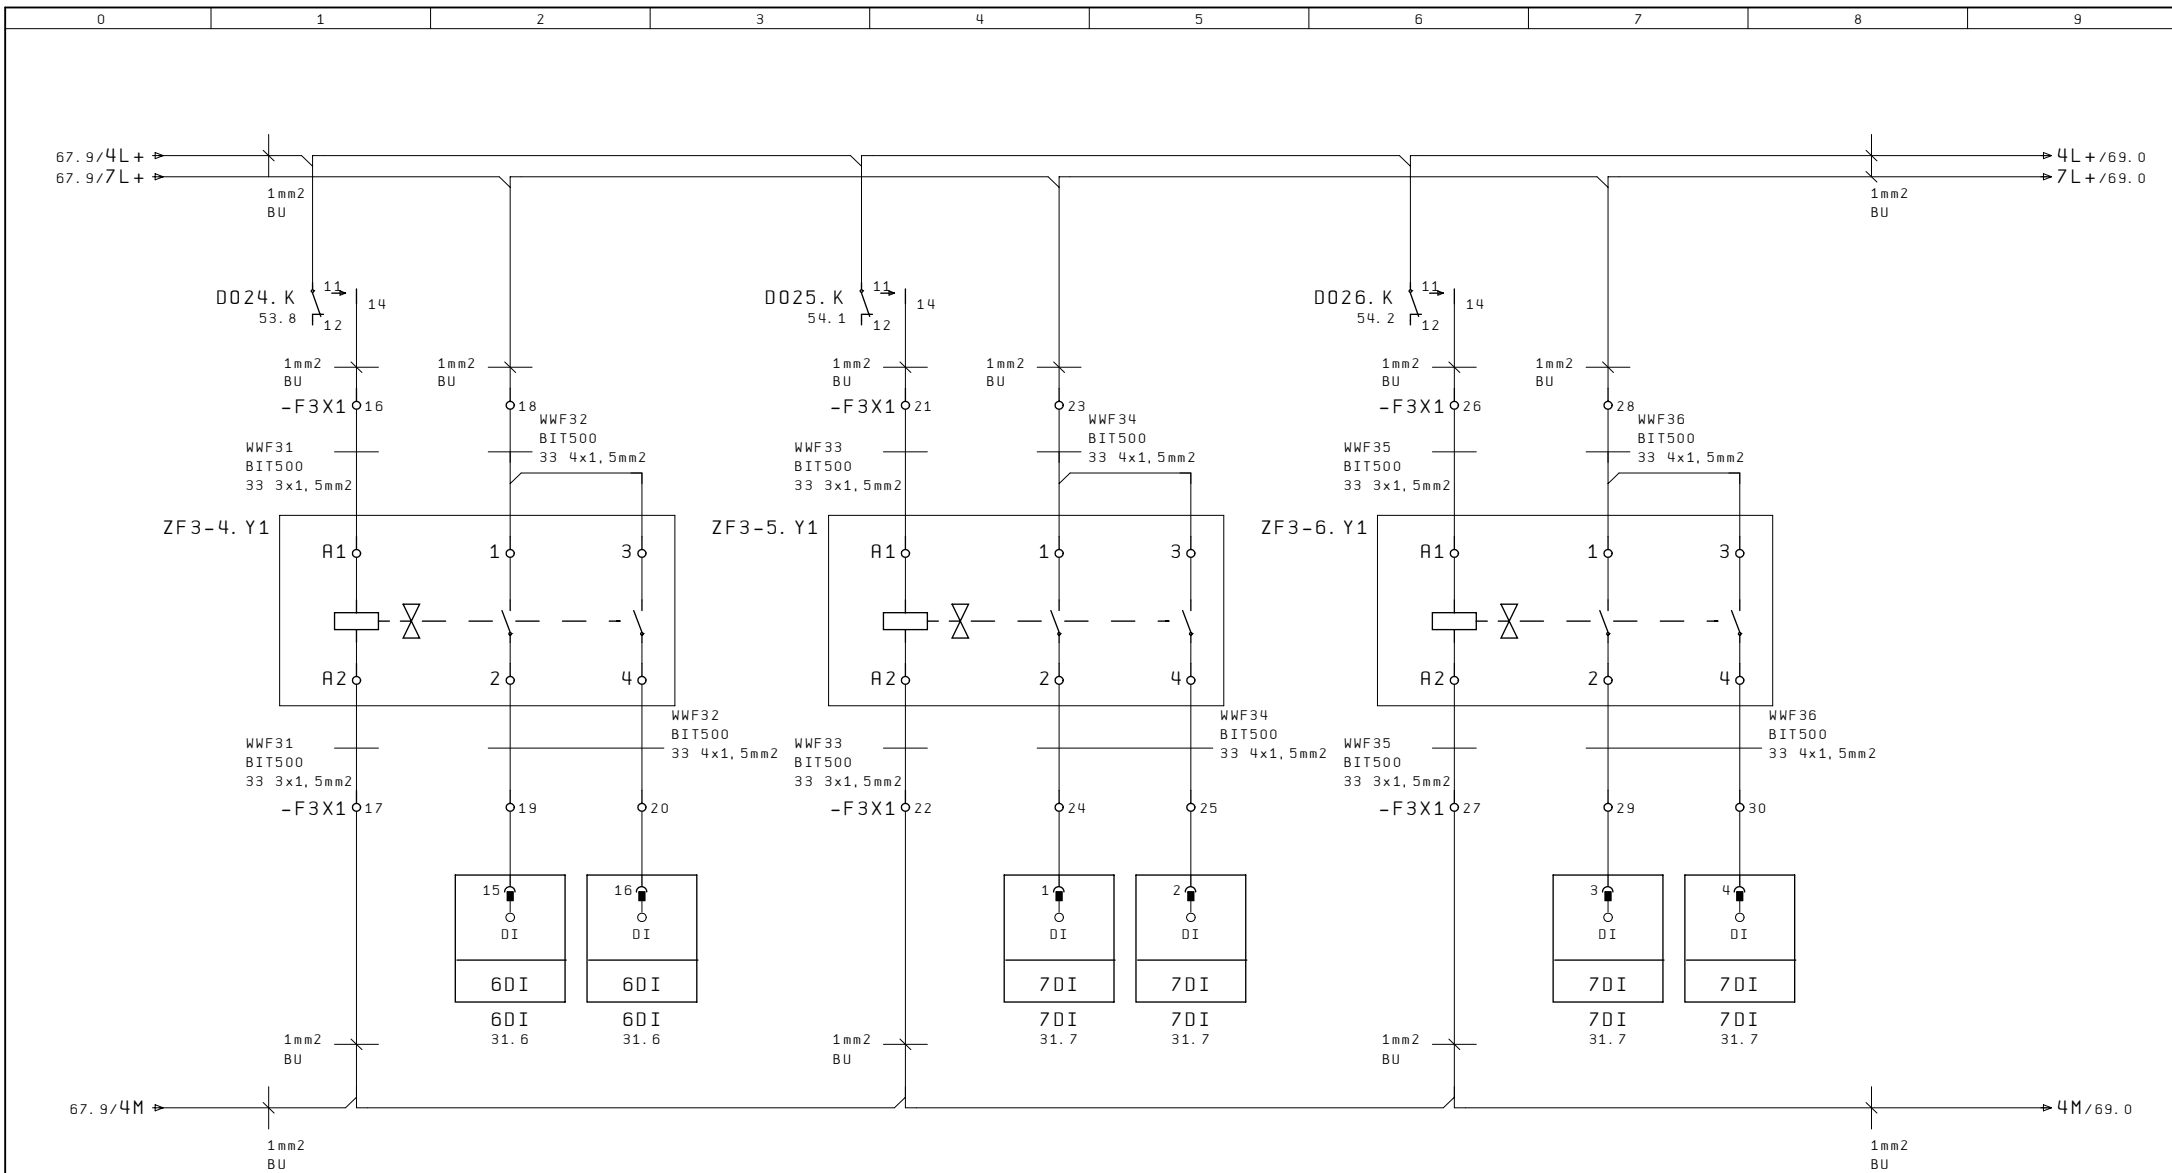 0 1 2 3 4 5 6 7 8 9
67.9/4L+ 4L+/69.0
67.9/7L+ 7L+/69.0
1mm2 1mm2
BU BU
DO24.K 11 14 DO25.K 11 14 DO26.K 11 14
53.8 12 54.1 12 54.2 12
1mm2 1mm2 1mm2 1mm2 1mm2 1mm2
BU BU BU BU BU BU
-F3X1 16 18 -F3X1 21 23 -F3X1 26 28
WWF32 WWF34 WWF36
BIT500 BIT500 BIT500
33 4x1,5mm2 33 4x1,5mm2 33 4x1,5mm2
WWF31 WWF33 WWF35
BIT500 BIT500 BIT500
33 3x1,5mm2 33 3x1,5mm2 33 3x1,5mm2
ZF3-4.Y1 ZF3-5.Y1 ZF3-6.Y1
A1 1 3 A1 1 3 A1 1 3
A2 2 4 A2 2 4 A2 2 4
WWF32 WWF34 WWF36
BIT500 BIT500 BIT500
33 4x1,5mm2 33 4x1,5mm2 33 4x1,5mm2
WWF31 WWF33 WWF35
BIT500 BIT500 BIT500
33 3x1,5mm2 33 3x1,5mm2 33 3x1,5mm2
-F3X1 17 19 20 -F3X1 22 24 25 -F3X1 27 29 30
15 16 1 2 3 4
DI DI DI DI DI DI
6DI 6DI 7DI 7DI 7DI 7DI
6DI 6DI 7DI 7DI 7DI 7DI
31.6 31.6 31.7 31.7 31.7 31.7
1mm2 1mm2 1mm2
BU BU BU
67.9/4M 4M/69.0
1mm2 1mm2
BU BU